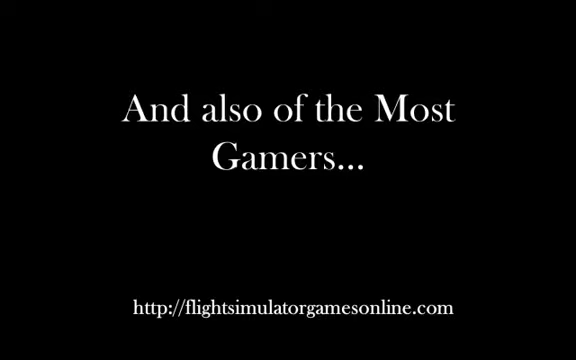 And also of the Most
Gamers...
http://flightsimulatorgamesonline.com